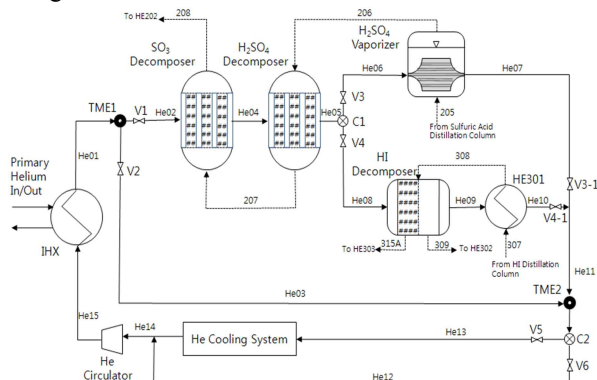 To HE202
208
206
SO3
Decomposer
H2SO4
Decomposer
H2SO4
Vaporizer
TME1
V1
He02
He04
He05
He06
He07
V3
C1
V4
205
From Sulfuric Acid
Distillation Column
He01
V2
207
HI
Decomposer
308
HE301
Primary
Helium
In/Out
IHX
He08
He09
He10
V3-1
V4-1
315A
309
To HE303
To HE302
307
From HI Distillation
Column
He11
He03
TME2
He15
He14
He Cooling System
He13
V5
C2
V6
He
Circulator
He12